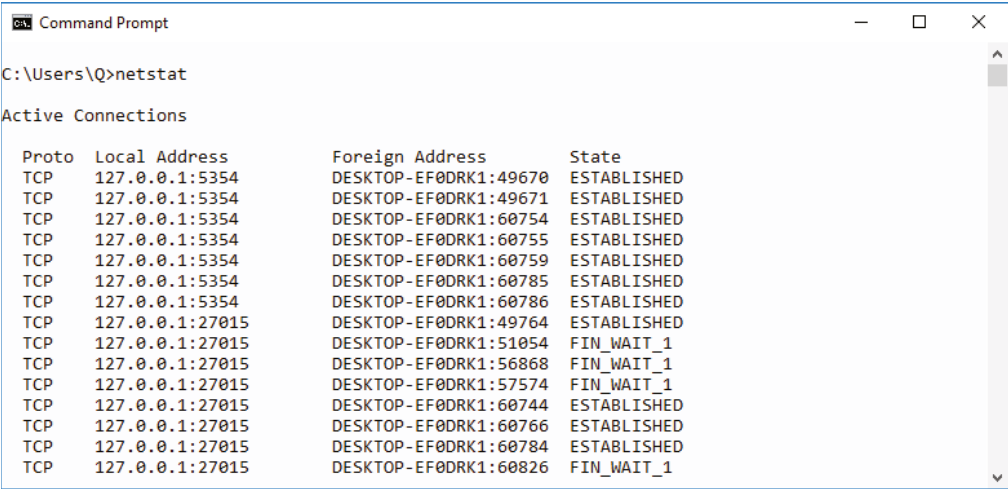 Command Prompt
C:\Users\Q>netstat
Active Connections
Proto  Local Address          Foreign Address        State
TCP    127.0.0.1:5354         DESKTOP-EF0DRK1:49670  ESTABLISHED
TCP    127.0.0.1:5354         DESKTOP-EF0DRK1:49671  ESTABLISHED
TCP    127.0.0.1:5354         DESKTOP-EF0DRK1:60754  ESTABLISHED
TCP    127.0.0.1:5354         DESKTOP-EF0DRK1:60755  ESTABLISHED
TCP    127.0.0.1:5354         DESKTOP-EF0DRK1:60759  ESTABLISHED
TCP    127.0.0.1:5354         DESKTOP-EF0DRK1:60785  ESTABLISHED
TCP    127.0.0.1:5354         DESKTOP-EF0DRK1:60786  ESTABLISHED
TCP    127.0.0.1:27015        DESKTOP-EF0DRK1:49764  ESTABLISHED
TCP    127.0.0.1:27015        DESKTOP-EF0DRK1:51054  FIN_WAIT_1
TCP    127.0.0.1:27015        DESKTOP-EF0DRK1:56868  FIN_WAIT_1
TCP    127.0.0.1:27015        DESKTOP-EF0DRK1:57574  FIN_WAIT_1
TCP    127.0.0.1:27015        DESKTOP-EF0DRK1:60744  ESTABLISHED
TCP    127.0.0.1:27015        DESKTOP-EF0DRK1:60766  ESTABLISHED
TCP    127.0.0.1:27015        DESKTOP-EF0DRK1:60784  ESTABLISHED
TCP    127.0.0.1:27015        DESKTOP-EF0DRK1:60826  FIN_WAIT_1